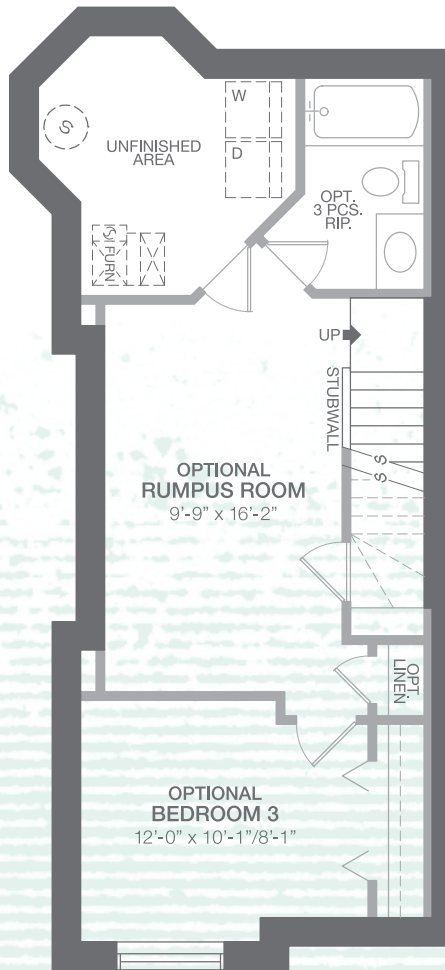 W
D
S
UNFINISHED
AREA
OPT.
3 PCS.
RIP.
(S) FURN
UP
STUBWALL
S
S
OPTIONAL
RUMPUS ROOM
9'-9" x 16'-2"
OPT.
LINEN
OPTIONAL
BEDROOM 3
12'-0" x 10'-1"/8'-1"